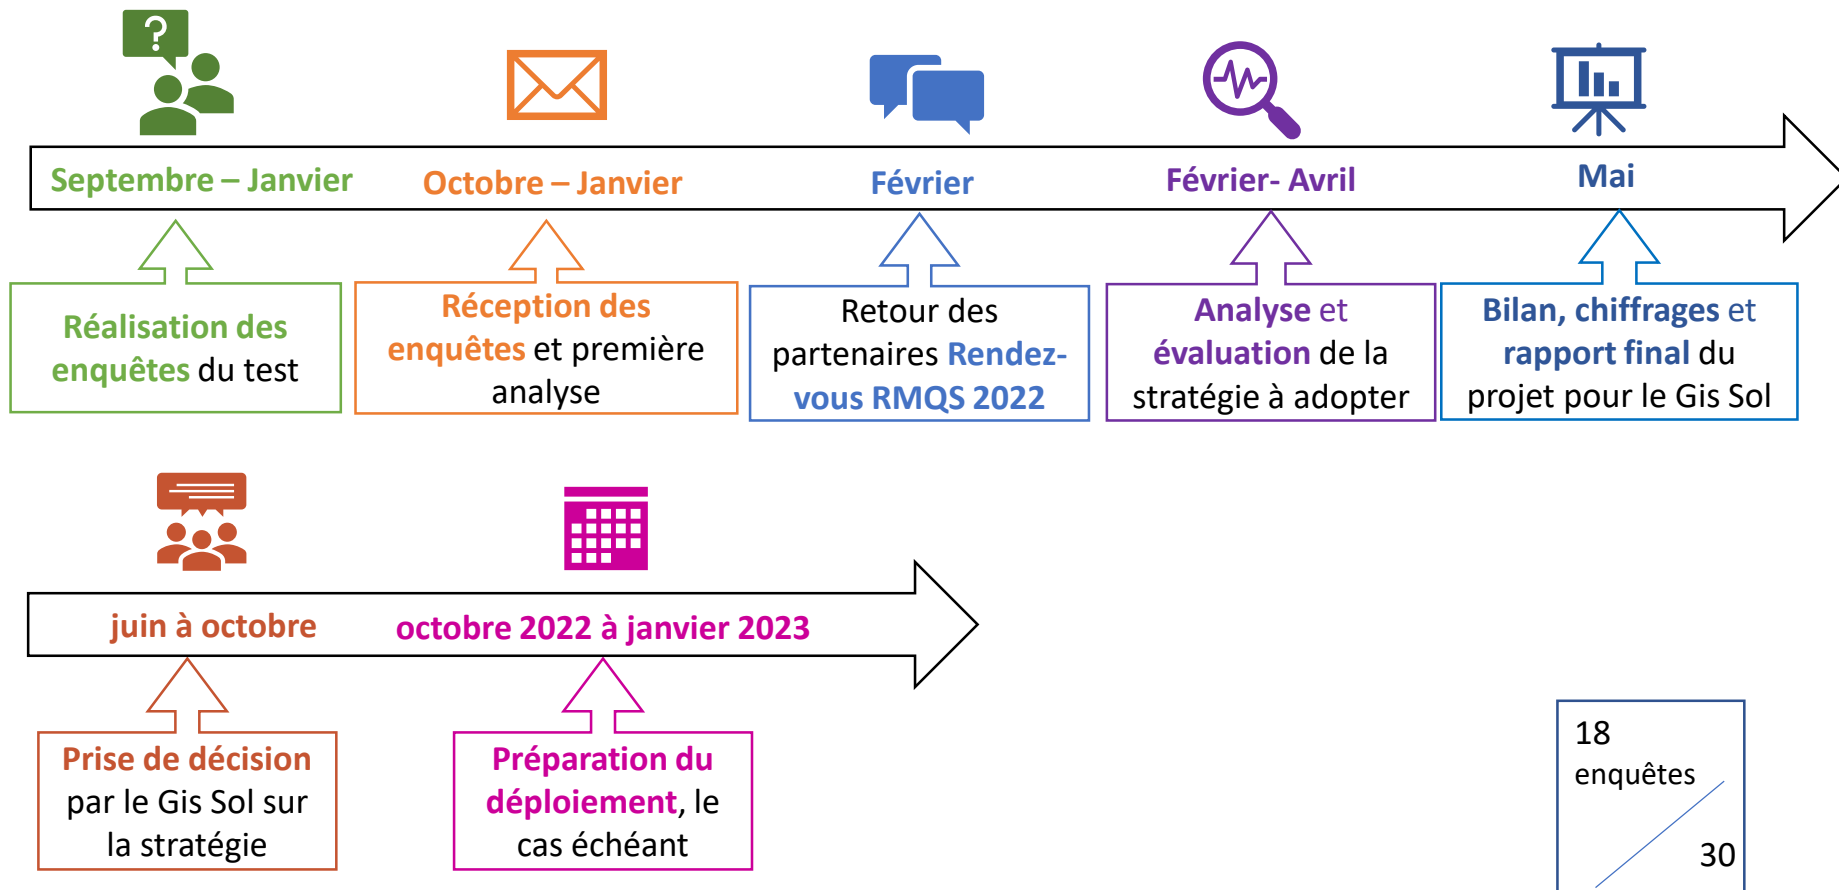 ?
Septembre – Janvier
Octobre – Janvier
Février
Février- Avril
Mai
Réalisation des
enquêtes du test
Réception des
enquêtes et première
analyse
Retour des
partenaires Rendez-
vous RMQS 2022
Analyse et
évaluation de la
stratégie à adopter
Bilan, chiffrages et
rapport final du
projet pour le Gis Sol
juin à octobre
octobre 2022 à janvier 2023
Prise de décision
par le Gis Sol sur
la stratégie
Préparation du
déploiement, le
cas échéant
18
enquêtes
30